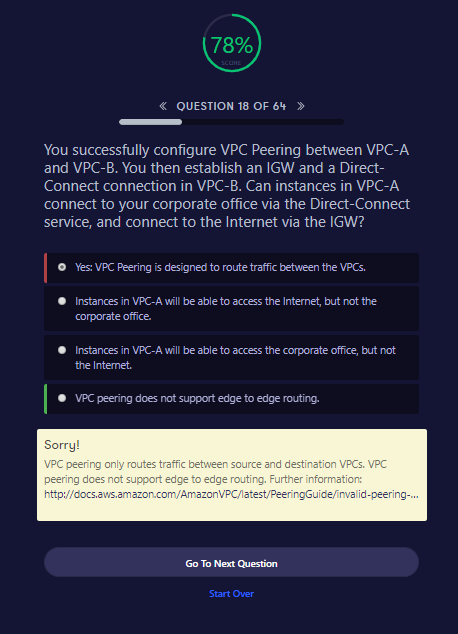 78%
SCORE
« QUESTION 18 OF 64 »
You successfully configure VPC Peering between VPC-A
and VPC-B. You then establish an IGW and a Direct-
Connect connection in VPC-B. Can instances in VPC-A
connect to your corporate office via the Direct-Connect
service, and connect to the Internet via the IGW?
Yes: VPC Peering is designed to route traffic between the VPCs.
Instances in VPC-A will be able to access the Internet, but not the
corporate office.
Instances in VPC-A will be able to access the corporate office, but not
the Internet.
VPC peering does not support edge to edge routing.
Sorry!
VPC peering only routes traffic between source and destination VPCs. VPC
peering does not support edge to edge routing. Further information:
http://docs.aws.amazon.com/AmazonVPC/latest/PeeringGuide/invalid-peering-...
Go To Next Question
Start Over